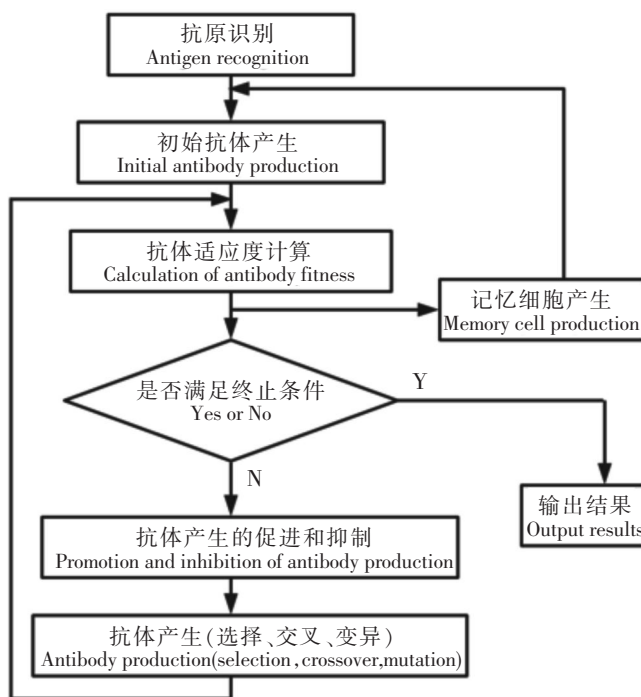 抗原识别
Antigen recognition
初始抗体产生
Initial antibody production
抗体适应度计算
Calculation of antibody fitness
记忆细胞产生
Memory cell production
是否满足终止条件
Yes or No
Y
N
输出结果
Output results
抗体产生的促进和抑制
Promotion and inhibition of antibody production
抗体产生(选择、交叉、变异)
Antibody production(selection,crossover,mutation)